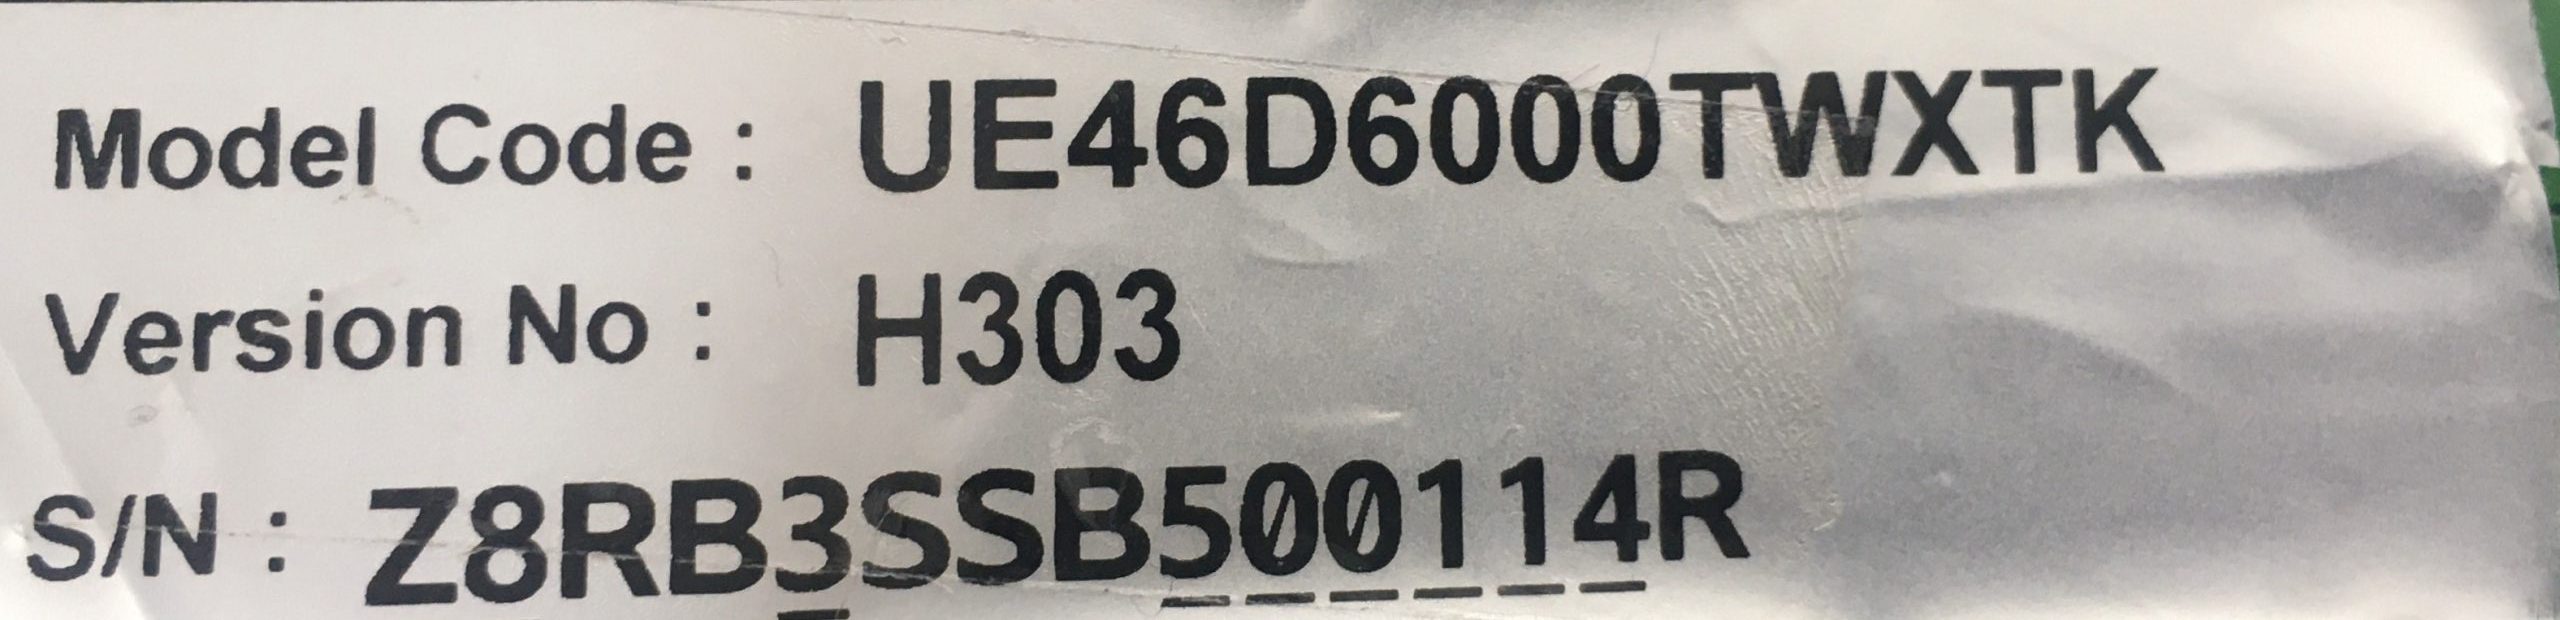 Model Code : UE46D6000TWXTK
Version No : H303
S/N : Z8RB3SSB500114R